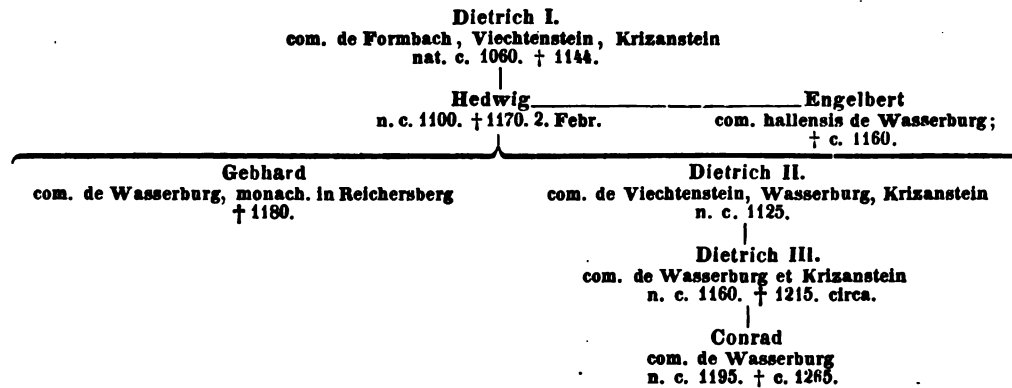 Dietrich I.
com. de Formbach, Viechtenstein, Krizanstein
nat. c. 1060. † 1144.
Hedwig
n. c. 1100. † 1170. 2. Febr.
Engelbert
com. hallensis de Wasserburg;
† c. 1160.
Gebhard
com. de Wasserburg, monach. in Reichersberg
† 1180.
Dietrich II.
com. de Viechtenstein, Wasserburg, Krizanstein
n. c. 1125.
Dietrich III.
com. de Wasserburg et Krizanstein
n. c. 1160. † 1215. circa.
Conrad
com. de Wasserburg
n. c. 1195. † c. 1265.